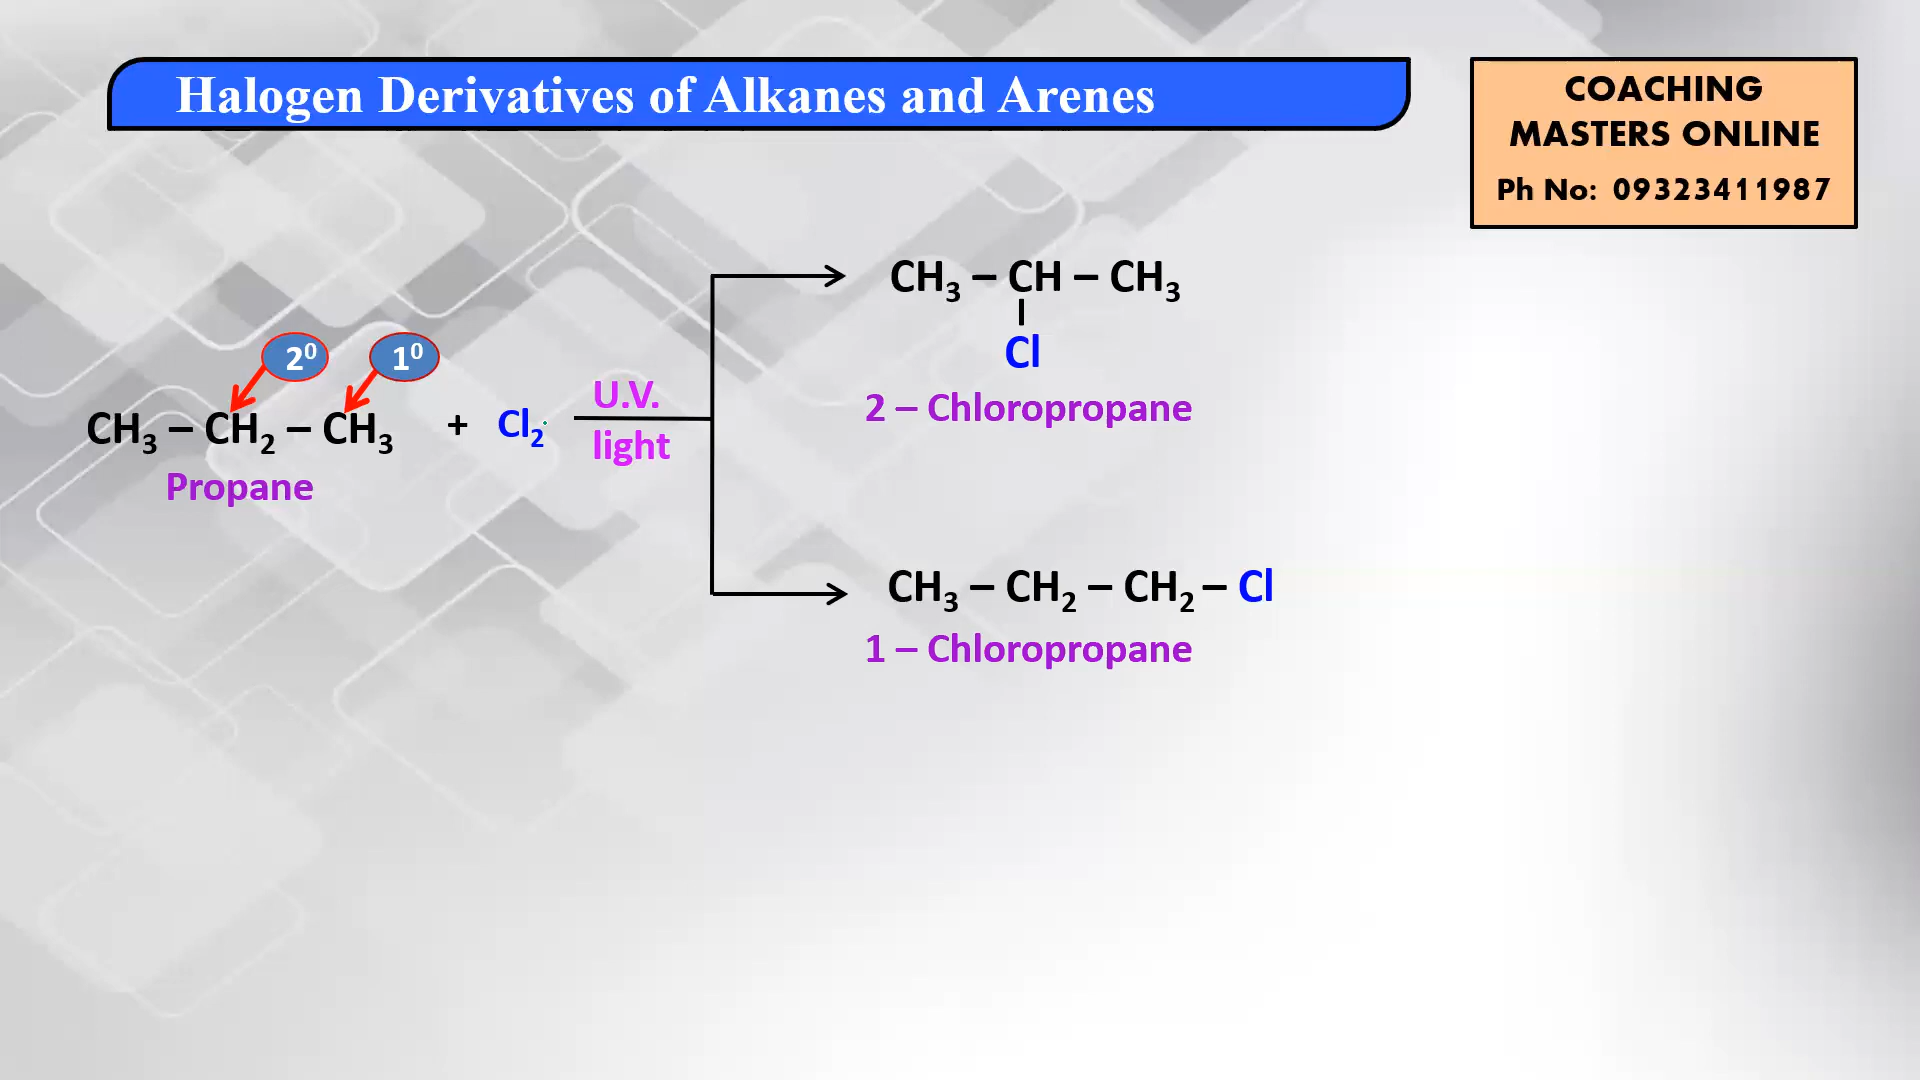 Halogen Derivatives of Alkanes and Arenes
COACHING
MASTERS ONLINE
Ph No: 09323411987
CH₃ – CH – CH₃
Cl
2 – Chloropropane
2⁰ 1⁰
CH₃ – CH₂ – CH₃ + Cl₂ U.V.
light
Propane
CH₃ – CH₂ – CH₂ – Cl
1 – Chloropropane